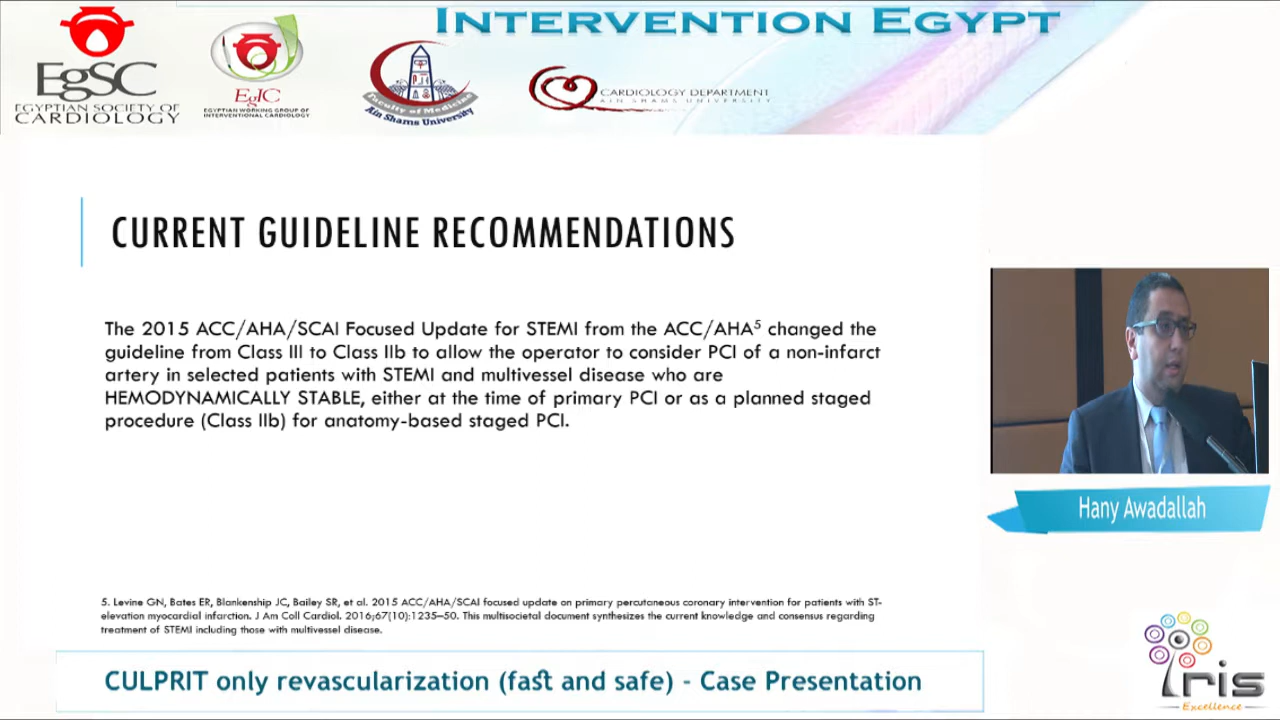 INTERVENTION EGYPT
EgSC
EGYPTIAN SOCIETY OF
CARDIOLOGY
EgIC
EGYPTIAN WORKING GROUP OF
INTERVENTIONAL CARDIOLOGY
Faculty of Medicine
Ain Shams University
CARDIOLOGY DEPARTMENT
AIN SHAMS UNIVERSITY
CURRENT GUIDELINE RECOMMENDATIONS
The 2015 ACC/AHA/SCAI Focused Update for STEMI from the ACC/AHA⁵ changed the
guideline from Class III to Class IIb to allow the operator to consider PCI of a non-infarct
artery in selected patients with STEMI and multivessel disease who are
HEMODYNAMICALLY STABLE, either at the time of primary PCI or as a planned staged
procedure (Class IIb) for anatomy-based staged PCI.
Hany Awadallah
5. Levine GN, Bates ER, Blankenship JC, Bailey SR, et al. 2015 ACC/AHA/SCAI focused update on primary percutaneous coronary intervention for patients with ST-
elevation myocardial infarction. J Am Coll Cardiol. 2016;67(10):1235–50. This multisocietal document synthesizes the current knowledge and consensus regarding
treatment of STEMI including those with multivessel disease.
CULPRIT only revascularization (fast and safe) - Case Presentation
Iris
Excellence